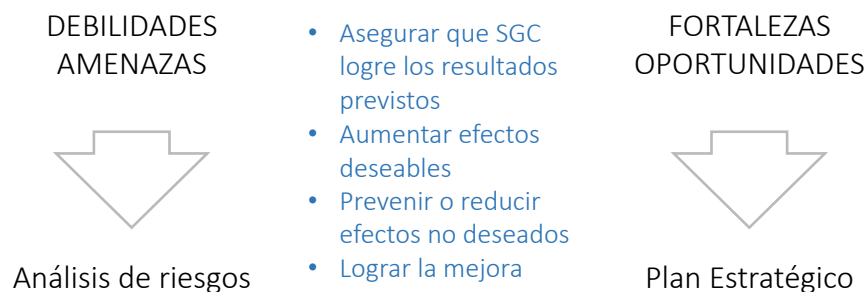 DEBILIDADES
AMENAZAS
Análisis de riesgos
• Asegurar que SGC
logre los resultados
previstos
• Aumentar efectos
deseables
• Prevenir o reducir
efectos no deseados
• Lograr la mejora
FORTALEZAS
OPORTUNIDADES
Plan Estratégico